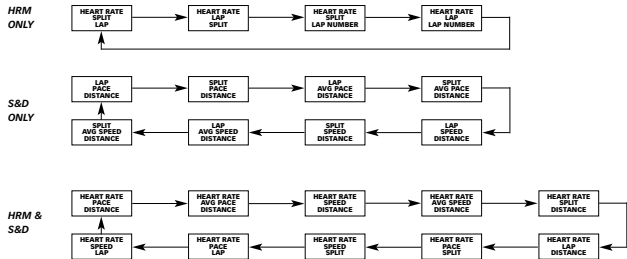 HRM
ONLY
HEART RATE
SPLIT
LAP
HEART RATE
LAP
SPLIT
HEART RATE
SPLIT
LAP NUMBER
HEART RATE
LAP
LAP NUMBER
S&D
ONLY
LAP
PACE
DISTANCE
SPLIT
PACE
DISTANCE
LAP
AVG PACE
DISTANCE
SPLIT
AVG PACE
DISTANCE
SPLIT
AVG SPEED
DISTANCE
LAP
AVG SPEED
DISTANCE
SPLIT
SPEED
DISTANCE
LAP
SPEED
DISTANCE
HRM &
S&D
HEART RATE
PACE
DISTANCE
HEART RATE
AVG PACE
DISTANCE
HEART RATE
SPEED
DISTANCE
HEART RATE
AVG SPEED
DISTANCE
HEART RATE
SPLIT
DISTANCE
HEART RATE
SPEED
LAP
HEART RATE
PACE
LAP
HEART RATE
SPEED
SPLIT
HEART RATE
PACE
SPLIT
HEART RATE
LAP
DISTANCE